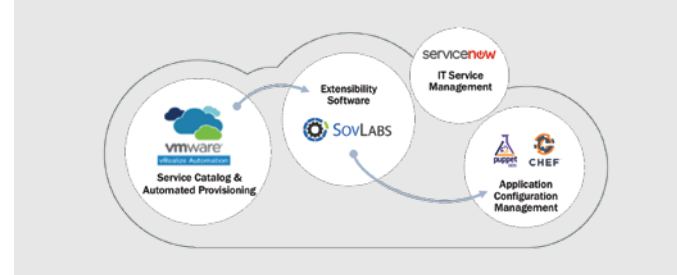 vmware
vRealize Automation
Service Catalog &
Automated Provisioning
Extensibility
Software
SOVLABS
servicenow
IT Service
Management
puppet
CHEF
Application
Configuration
Management